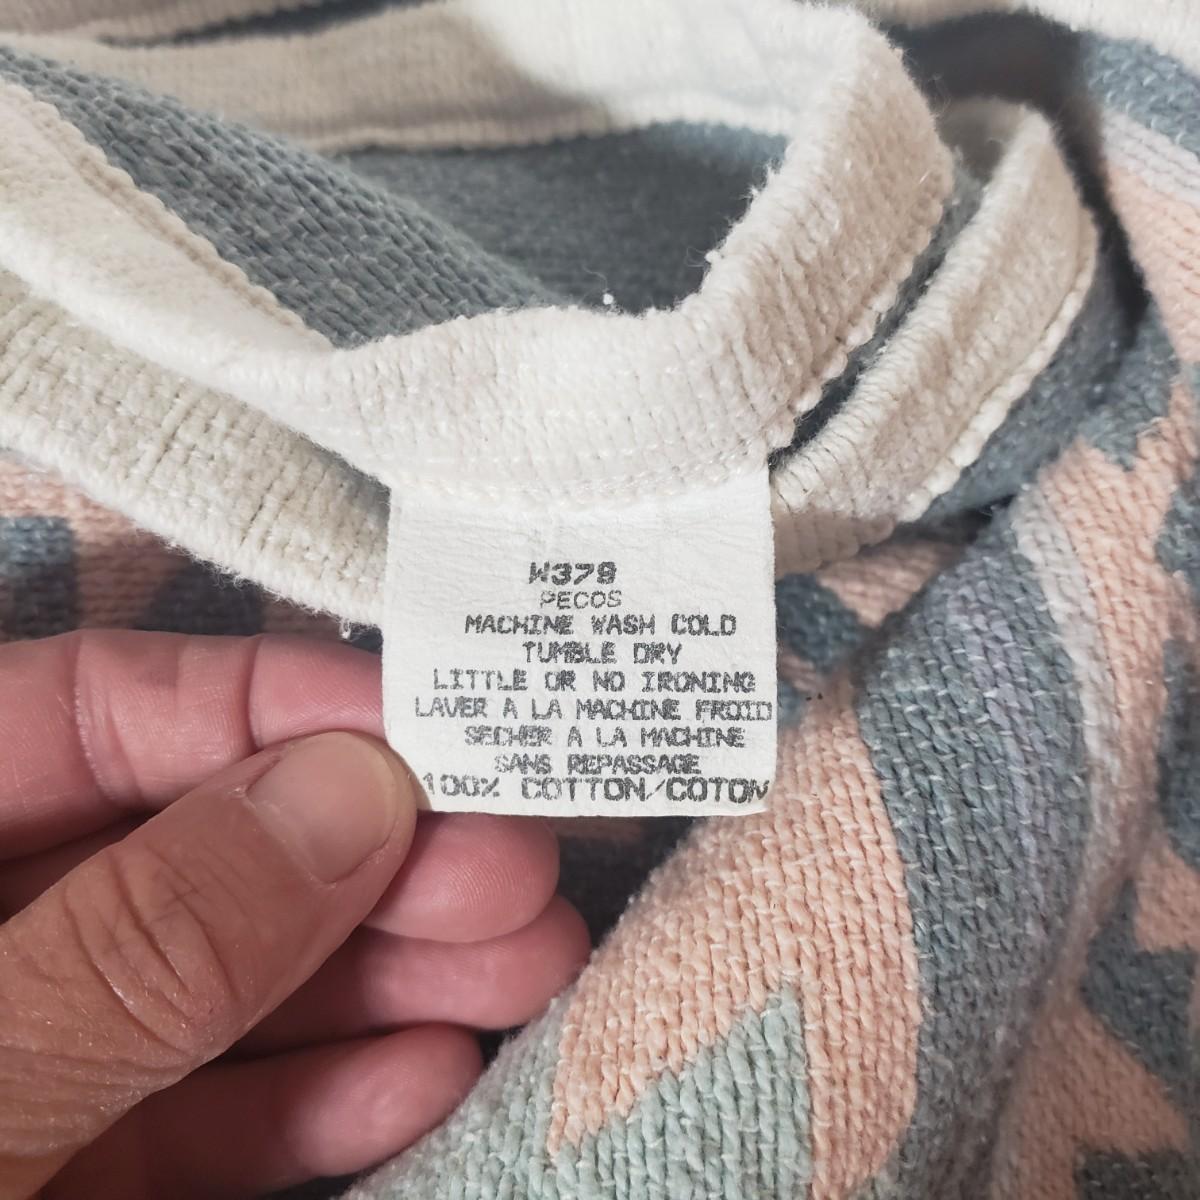 W378
PECOS
MACHINE WASH COLD
TUMBLE DRY
LITTLE OR NO IRONING
LAVER A LA MACHINE FROID
SECHER A LA MACHINE
SANS REPASSAGE
100% COTTON/COTON